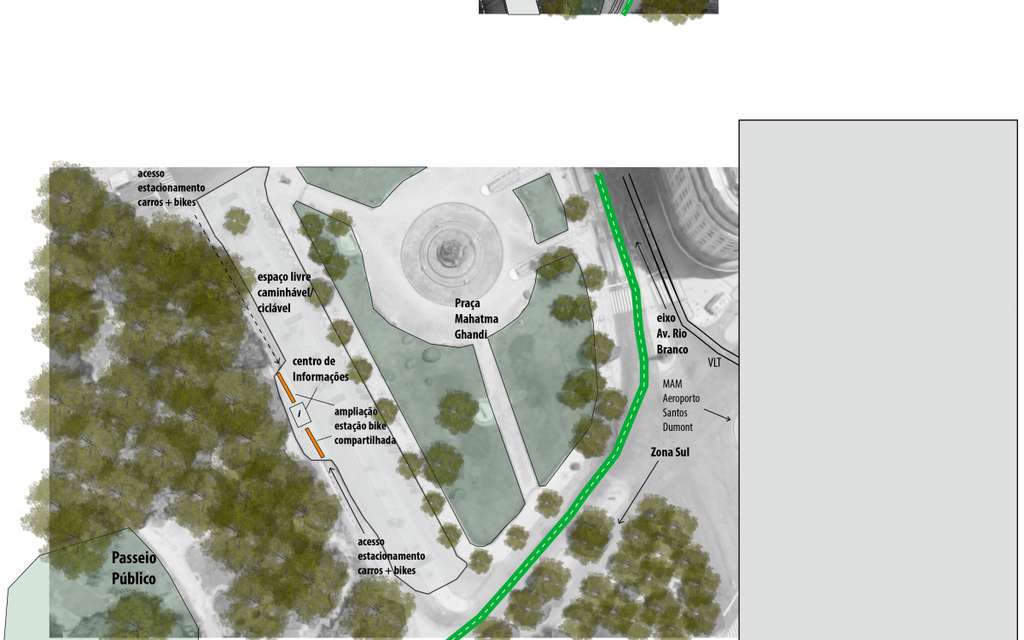 acesso
estacionamento
carros + bikes
espaço livre
caminhável/
ciclável
Praça
Mahatma
Ghandi
eixo
Av. Rio
Branco
VLT
centro de
Informações
i
ampliação
estação bike
compartilhada
MAM
Aeroporto
Santos
Dumont
Zona Sul
acesso
estacionamento
carros + bikes
Passeio
Público